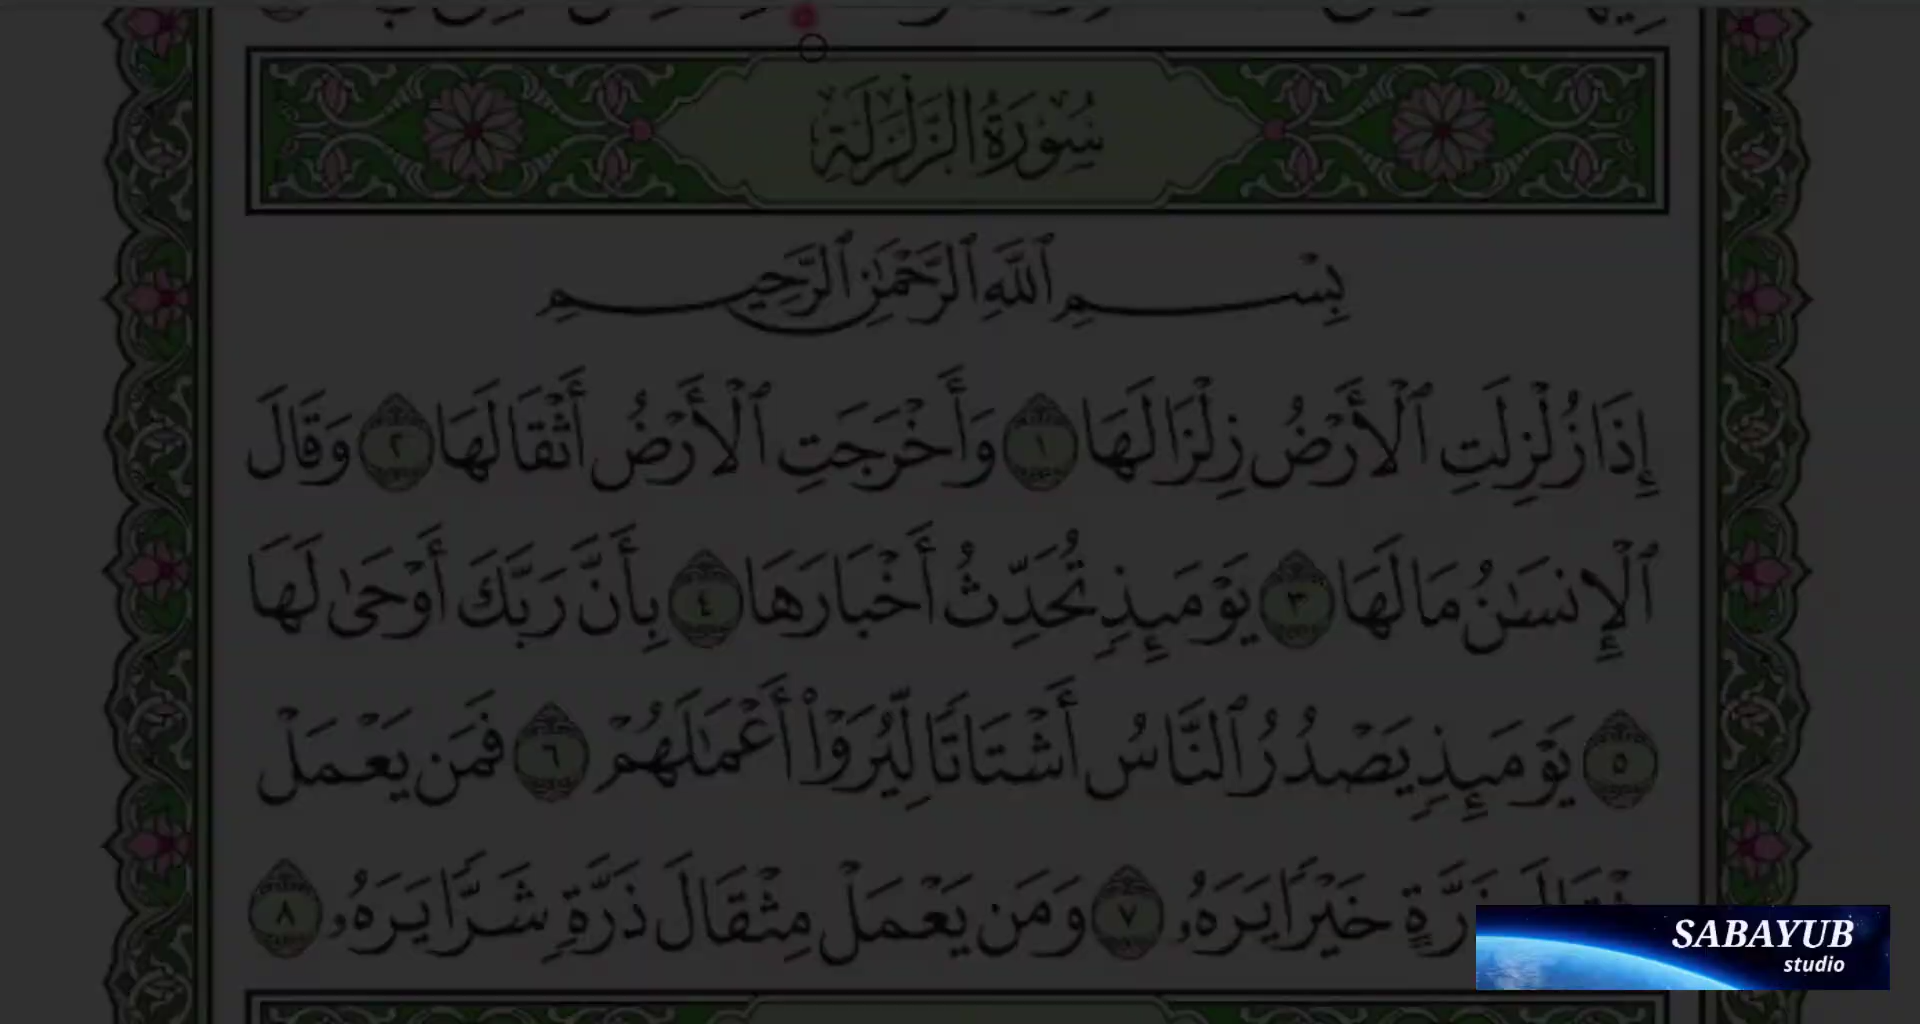 سُورَةُ الزَّلْزَلَةِ
بِسْمِ ٱللَّهِ ٱلرَّحْمَٰنِ ٱلرَّحِيمِ
إِذَا زُلْزِلَتِ ٱلْأَرْضُ زِلْزَالَهَا ١ وَأَخْرَجَتِ ٱلْأَرْضُ أَثْقَالَهَا ٢ وَقَالَ
ٱلْإِنسَٰنُ مَا لَهَا ٣ يَوْمَئِذٍ تُحَدِّثُ أَخْبَارَهَا ٤ بِأَنَّ رَبَّكَ أَوْحَىٰ لَهَا
٥ يَوْمَئِذٍ يَصْدُرُ ٱلنَّاسُ أَشْتَاتًا لِّيُرَوْا۟ أَعْمَٰلَهُمْ ٦ فَمَن يَعْمَلْ
ذَرَّةٍ خَيْرًا يَرَهُۥ ٧ وَمَن يَعْمَلْ مِثْقَالَ ذَرَّةٍ شَرًّا يَرَهُۥ ٨
SABAYUB
studio